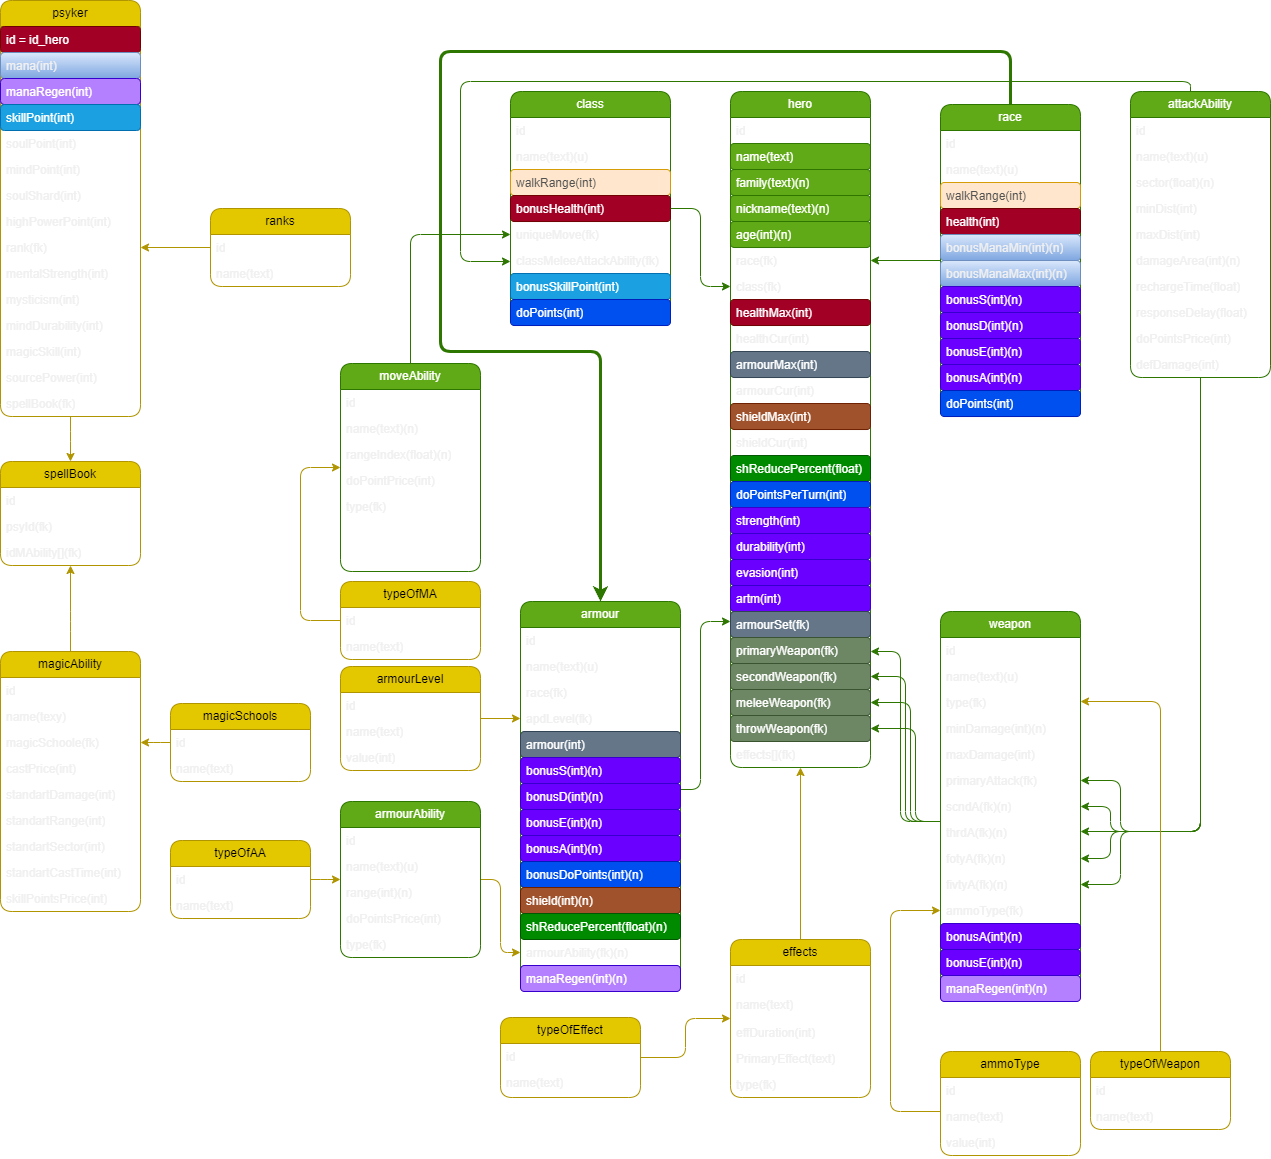 psyker
id = id_hero
mana(int)
manaRegen(int)
skillPoint(int)
soulPoint(int)
mindPoint(int)
soulShard(int)
highPowerPoint(int)
rank(fk)
mentalStrength(int)
mysticism(int)
mindDurability(int)
magicSkill(int)
sourcePower(int)
spellBook(fk)
ranks
id
name(text)
spellBook
id
psyId(fk)
idMAbility[](fk)
magicAbility
id
name(texy)
magicSchoole(fk)
castPrice(int)
standartDamage(int)
standartRange(int)
standartSector(int)
standartCastTime(int)
skillPointsPrice(int)
magicSchools
id
name(text)
typeOfAA
id
name(text)
moveAbility
id
name(text)(n)
rangeIndex(float)(n)
doPointPrice(int)
type(fk)
typeOfMA
id
name(text)
armourLevel
id
name(text)
value(int)
armourAbility
id
name(text)(u)
range(int)(n)
doPointsPrice(int)
type(fk)
class
id
name(text)(u)
walkRange(int)
bonusHealth(int)
uniqueMove(fk)
classMeleeAttackAbility(fk)
bonusSkillPoint(int)
doPoints(int)
armour
id
name(text)(u)
race(fk)
apdLevel(fk)
armour(int)
bonusS(int)(n)
bonusD(int)(n)
bonusE(int)(n)
bonusA(int)(n)
bonusDoPoints(int)(n)
shield(int)(n)
shReducePercent(float)(n)
armourAbility(fk)(n)
manaRegen(int)(n)
typeOfEffect
id
name(text)
hero
id
name(text)
family(text)(n)
nickname(text)(n)
age(int)(n)
race(fk)
class(fk)
healthMax(int)
healthCur(int)
armourMax(int)
armourCur(int)
shieldMax(int)
shieldCur(int)
shReducePercent(float)
doPointsPerTurn(int)
strength(int)
durability(int)
evasion(int)
artm(int)
armourSet(fk)
primaryWeapon(fk)
secondWeapon(fk)
meleeWeapon(fk)
throwWeapon(fk)
effects[](fk)
effects
id
name(text)
effDuration(int)
PrimaryEffect(text)
type(fk)
race
id
name(text)(u)
walkRange(int)
health(int)
bonusManaMin(int)(n)
bonusManaMax(int)(n)
bonusS(int)(n)
bonusD(int)(n)
bonusE(int)(n)
bonusA(int)(n)
doPoints(int)
attackAbility
id
name(text)(u)
sector(float)(n)
minDist(int)
maxDist(int)
damageArea(int)(n)
rechargeTime(float)
responseDelay(float)
doPointsPrice(int)
defDamage(int)
weapon
id
name(text)(u)
type(fk)
minDamage(int)(n)
maxDamage(int)
primaryAttack(fk)
scndA(fk)(n)
thrdA(fk)(n)
fotyA(fk)(n)
fivtyA(fk)(n)
ammoType(fk)
bonusA(int)(n)
bonusE(int)(n)
manaRegen(int)(n)
ammoType
id
name(text)
value(int)
typeOfWeapon
id
name(text)